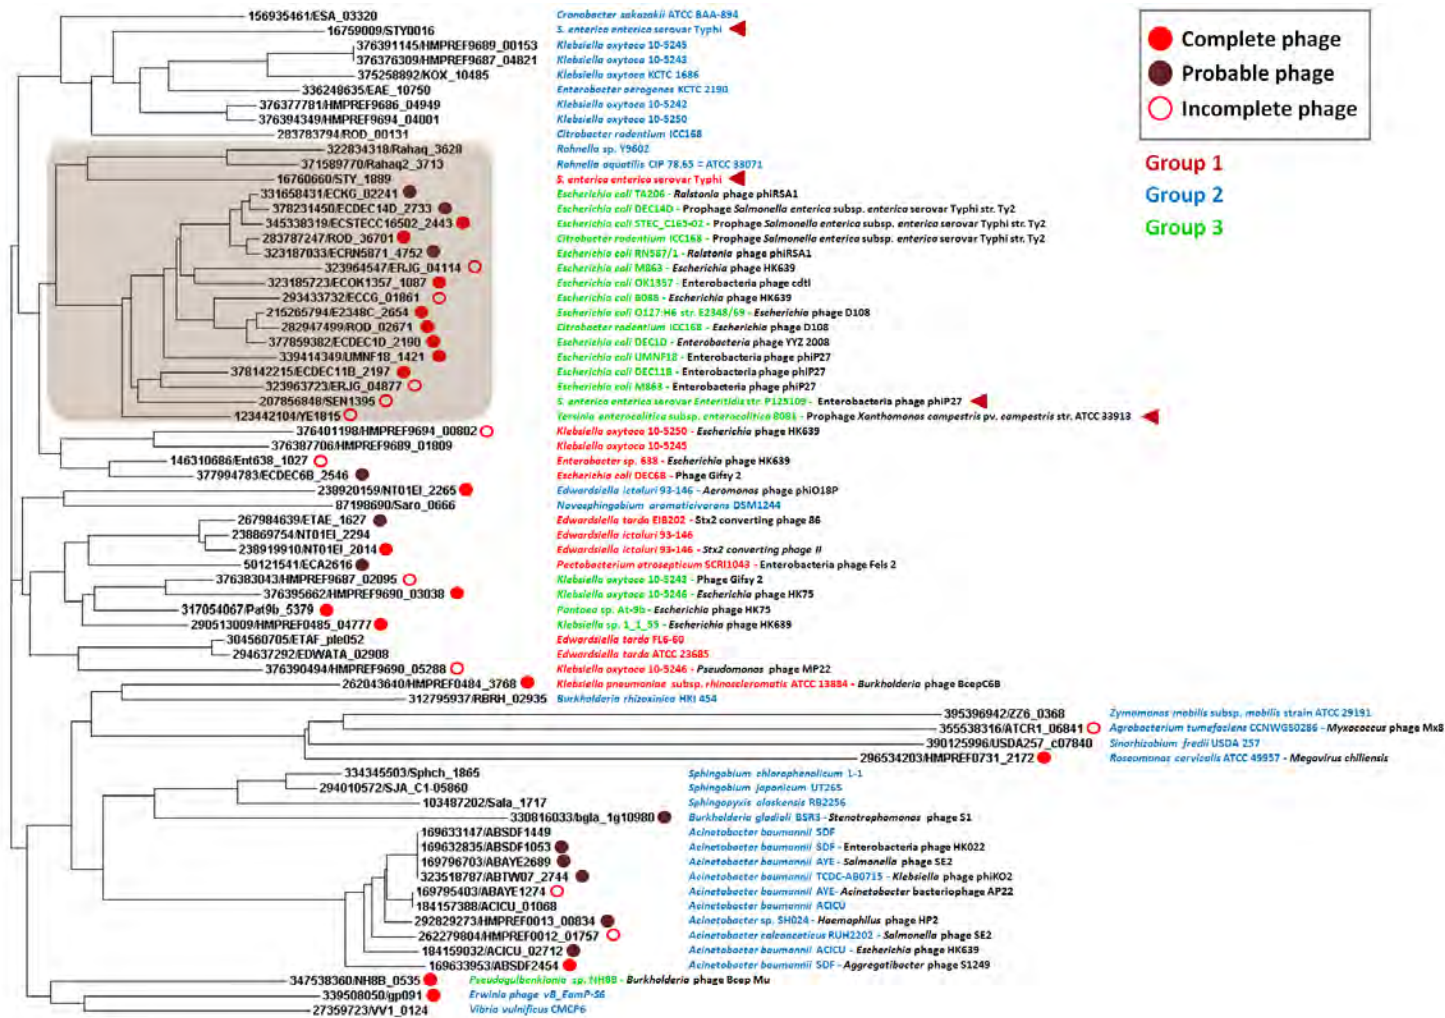 156935461/ESA_03320 Cronobacter sakazakii ATCC BAA-894
16759009/STY0016 S. enterica enterica serovar Typhi
376391145/HMPREF9689_00153 Klebsiella oxytoca 10-5245
376376309/HMPREF9687_04821 Klebsiella oxytoca 10-5243
375258892/KOX_10485 Klebsiella oxytoca KCTC 1686
336248635/EAE_10750 Enterobacter aerogenes KCTC 2190
376377781/HMPREF9686_04949 Klebsiella oxytoca 10-5242
376394349/HMPREF9694_04001 Klebsiella oxytoca 10-5250
283783794/ROD_00131 Citrobacter rodentium ICC168
322834318/Rahaq_3628 Rahnella sp. Y9602
371589770/Rahaq2_3713 Rahnella aquatilis CIP 78.65 = ATCC 33071
16760660/STY_1889 S. enterica enterica serovar Typhi
331658431/ECKG_02241 Escherichia coli TA206 - Ralstonia phage phiRSA1
378231450/ECDEC14D_2733 Escherichia coli DEC14D - Prophage Salmonella enterica subsp. enterica serovar Typhi str. Ty2
345338319/ECSTECC16502_2443 Escherichia coli STEC_C165-02 - Prophage Salmonella enterica subsp. enterica serovar Typhi str. Ty2
283787247/ROD_36701 Citrobacter rodentium ICC168 - Prophage Salmonella enterica subsp. enterica serovar Typhi str. Ty2
323187033/ECRN5871_4752 Escherichia coli RN587/1 - Ralstonia phage phiRSA1
323964547/ERJG_04114 Escherichia coli M863 - Escherichia phage HK639
323185723/ECOK1357_1087 Escherichia coli OK1357 - Enterobacteria phage cdtI
293433732/ECCG_01861 Escherichia coli B088 - Escherichia phage HK639
215265794/E2348C_2654 Escherichia coli O127:H6 str. E2348/69 - Escherichia phage D108
282947499/ROD_02671 Citrobacter rodentium ICC168 - Escherichia phage D108
377859382/ECDEC1D_2190 Escherichia coli DEC1D - Enterobacteria phage YYZ 2008
339414349/UMNF18_1421 Escherichia coli UMNF18 - Enterobacteria phage phiP27
378142215/ECDEC11B_2197 Escherichia coli DEC11B - Enterobacteria phage phiP27
323963723/ERJG_04877 Escherichia coli M863 - Enterobacteria phage phiP27
207856848/SEN1395 S. enterica enterica serovar Enteritidis str. P125109 - Enterobacteria phage phiP27
123442104/YE1815 Yersinia enterocolitica subsp. enterocolitica 8081 - Prophage Xanthomonas campestris pv. campestris str. ATCC 33913
376401198/HMPREF9694_00802 Klebsiella oxytoca 10-5250 - Escherichia phage HK639
376387706/HMPREF9689_01809 Klebsiella oxytoca 10-5245
146310686/Ent638_1027 Enterobacter sp. 638 - Escherichia phage HK639
377994783/ECDEC6B_2546 Escherichia coli DEC6B - Phage Gifsy 2
238920159/NT01EI_2265 Edwardsiella ictaluri 93-146 - Aeromonas phage phiO18P
87198690/Saro_0666 Novosphingobium aromaticivorans DSM1244
267984639/ETAE_1627 Edwardsiella tarda EIB202 - Stx2 converting phage 86
238869754/NT01EI_2294 Edwardsiella ictaluri 93-146
238919910/NT01EI_2014 Edwardsiella ictaluri 93-146 - Stx2 converting phage II
50121541/ECA2616 Pectobacterium atrosepticum SCRI1043 - Enterobacteria phage Fels 2
376383043/HMPREF9687_02095 Klebsiella oxytoca 10-5243 - Phage Gifsy 2
376395662/HMPREF9690_03038 Klebsiella oxytoca 10-5246 - Escherichia phage HK75
317054067/Pat9b_5379 Pantoea sp. At-9b - Escherichia phage HK75
290513009/HMPREF0485_04777 Klebsiella sp. 1_1_55 - Escherichia phage HK639
304560705/ETAF_ple052 Edwardsiella tarda FL6-60
294637292/EDWATA_02908 Edwardsiella tarda ATCC 23685
376390494/HMPREF9690_05288 Klebsiella oxytoca 10-5246 - Pseudomonas phage MP22
262043640/HMPREF0484_3768 Klebsiella pneumoniae subsp. rhinoscleromatis ATCC 13884 - Burkholderia phage BcepC6B
312795937/RBRH_02935 Burkholderia rhizoxinica HKI 454
395396942/ZZ6_0368 Zymomonas mobilis subsp. mobilis strain ATCC 29191
355538316/ATCR1_06841 Agrobacterium tumefaciens CCNWGS0286 - Myxococcus phage Mx8
390125996/USDA257_c07840 Sinorhizobium fredii USDA 257
296534203/HMPREF0731_2172 Roseomonas cervicalis ATCC 49957 - Megavirus chiliensis
334345503/Sphch_1865 Sphingobium chlorophenolicum L-1
294010572/SJA_C1-05860 Sphingobium japonicum UT26S
103487202/Sala_1717 Sphingopyxis alaskensis RB2256
330816033/bgla_1g10980 Burkholderia gladioli BSR3 - Stenotrophomonas phage S1
169633147/ABSDF1449 Acinetobacter baumannii SDF
169632835/ABSDF1053 Acinetobacter baumannii SDF - Enterobacteria phage HK022
169796703/ABAYE2689 Acinetobacter baumannii AYE - Salmonella phage SE2
323518787/ABTW07_2744 Acinetobacter baumannii TCDC-AB0715 - Klebsiella phage phiKO2
169795403/ABAYE1274 Acinetobacter baumannii AYE- Acinetobacter bacteriophage AP22
184157388/ACICU_01068 Acinetobacter baumannii ACICU
292829273/HMPREF0013_00834 Acinetobacter sp. SH024 - Haemophilus phage HP2
262279804/HMPREF0012_01757 Acinetobacter calcoaceticus RUH2202 - Salmonella phage SE2
184159032/ACICU_02712 Acinetobacter baumannii ACICU - Escherichia phage HK639
169633953/ABSDF2454 Acinetobacter baumannii SDF - Aggregatibacter phage S1249
347538360/NH8B_0535 Pseudogulbenkiania sp. NH8B - Burkholderia phage Bcep Mu
339508050/gp091 Erwinia phage vB_EamP-S6
27359723/VV1_0124 Vibrio vulnificus CMCP6
Complete phage
Probable phage
Incomplete phage
Group 1
Group 2
Group 3